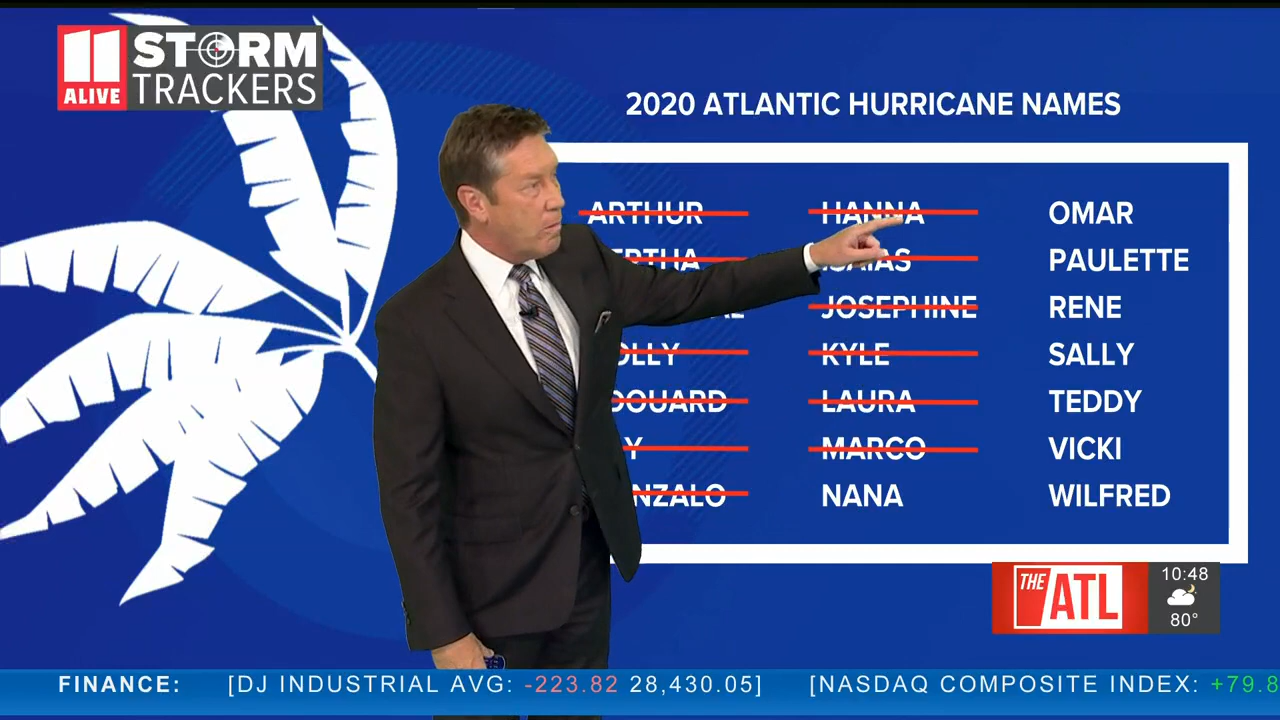 11 ALIVE STORM TRACKERS
2020 ATLANTIC HURRICANE NAMES
ARTHUR HANNA OMAR
PAULETTE
JOSEPHINE RENE
KYLE SALLY
LAURA TEDDY
MARCO VICKI
NANA WILFRED
THE ATL
10:48
80°
FINANCE: [DJ INDUSTRIAL AVG: -223.82 28,430.05] [NASDAQ COMPOSITE INDEX: +79.8